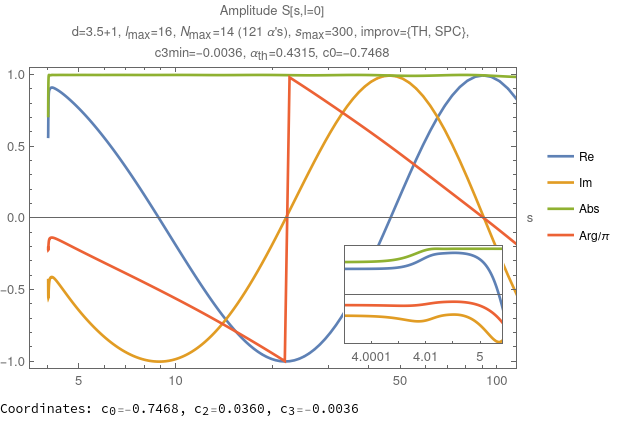 Amplitude S[s,l=0]
d=3.5+1, lmax=16, Nmax=14 (121 α's), smax=300, improv={TH, SPC},
c3min=-0.0036, αth=0.4315, c0=-0.7468
1.0
0.5
0.0
-0.5
-1.0
s
Re
Im
Abs
Arg/π
4.0001 4.01 5
5 10 50 100
Coordinates: c0=-0.7468, c2=0.0360, c3=-0.0036